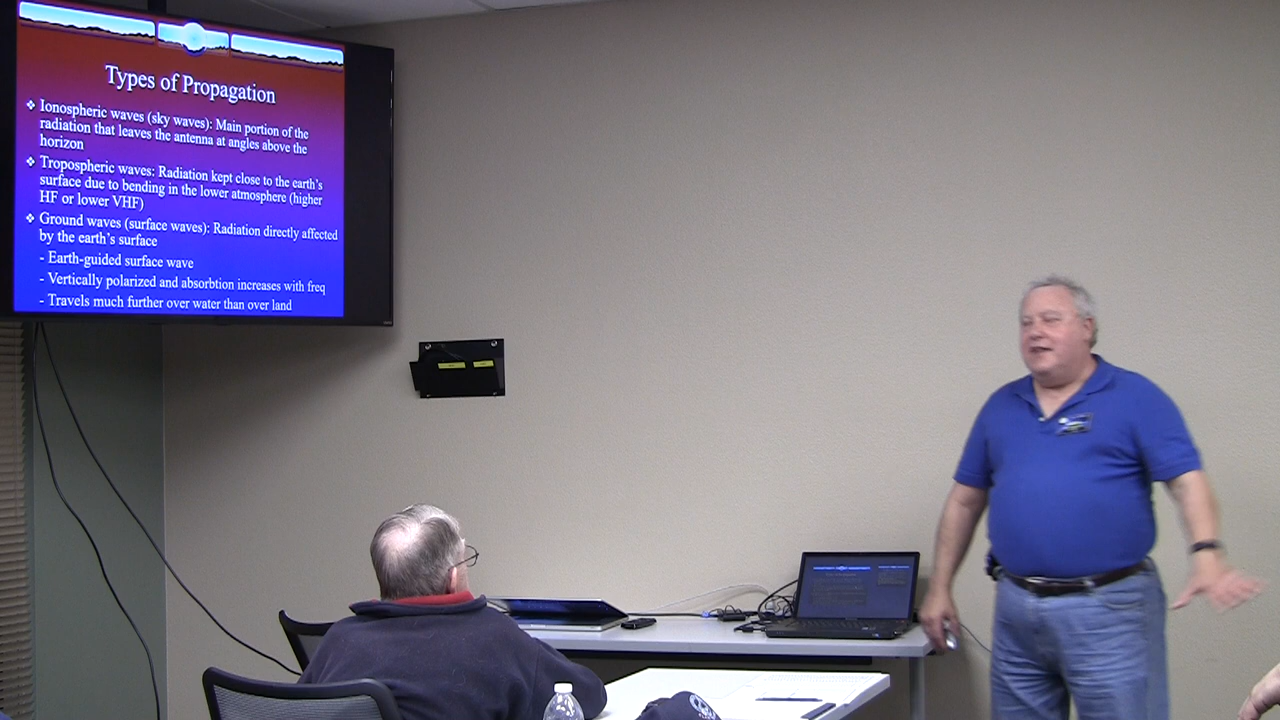 Types of Propagation
❖ Ionospheric waves (sky waves): Main portion of the
radiation that leaves the antenna at angles above the
horizon
❖ Tropospheric waves: Radiation kept close to the earth's
surface due to bending in the lower atmosphere (higher
HF or lower VHF)
❖ Ground waves (surface waves): Radiation directly affected
by the earth's surface
- Earth-guided surface wave
- Vertically polarized and absorbtion increases with freq
- Travels much further over water than over land